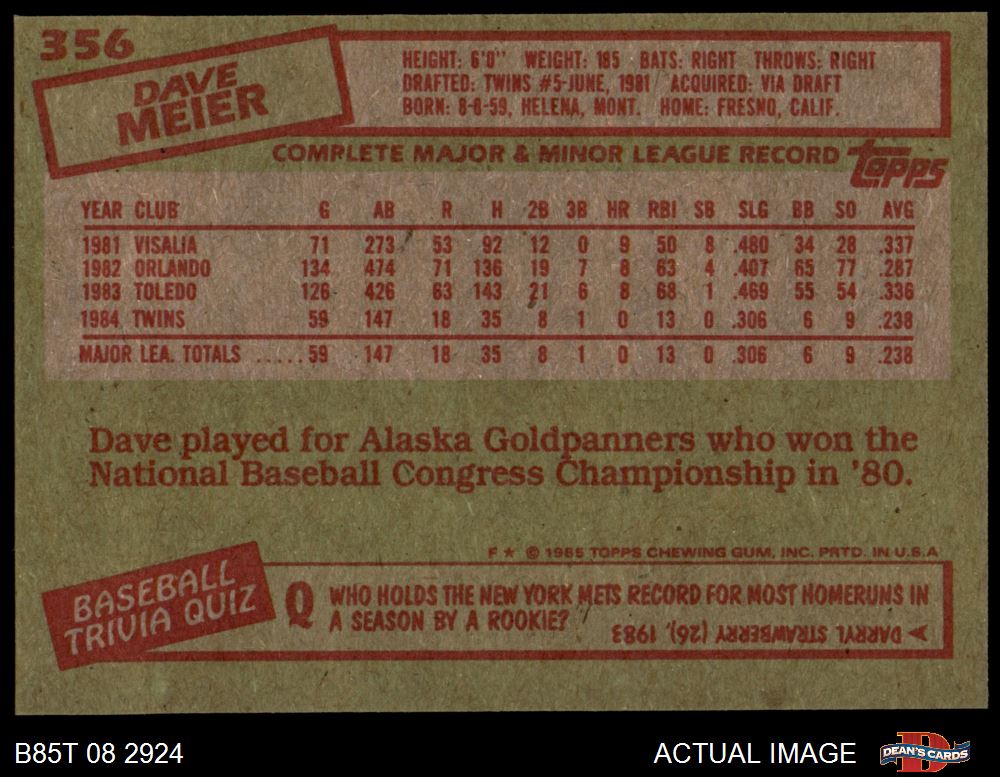 356
DAVE
MEIER
HEIGHT: 6'0" WEIGHT: 185 BATS: RIGHT THROWS: RIGHT
DRAFTED: TWINS #5-JUNE, 1981 ACQUIRED: VIA DRAFT
BORN: 8-8-59, HELENA, MONT. HOME: FRESNO, CALIF.
COMPLETE MAJOR & MINOR LEAGUE RECORD topps
YEAR CLUB G AB R H 2B 3B HR RBI SB SLG BB SO AVG
1981 VISALIA 71 273 53 92 12 0 9 50 8 .480 34 28 .337
1982 ORLANDO 134 474 71 136 19 7 8 63 4 .407 65 77 .287
1983 TOLEDO 126 426 63 143 21 6 8 68 1 .469 55 54 .336
1984 TWINS 59 147 18 35 8 1 0 13 0 .306 6 9 .238
MAJOR LEA. TOTALS ..... 59 147 18 35 8 1 0 13 0 .306 6 9 .238
Dave played for Alaska Goldpanners who won the
National Baseball Congress Championship in '80.
F ★ © 1985 TOPPS CHEWING GUM, INC. PRTD. IN U.S.A
BASEBALL
TRIVIA QUIZ
Q WHO HOLDS THE NEW YORK METS RECORD FOR MOST HOMERUNS IN
A SEASON BY A ROOKIE?
DARRYL STRAWBERRY (26), 1983
B85T 08 2924 ACTUAL IMAGE
D
DEAN'S CARDS